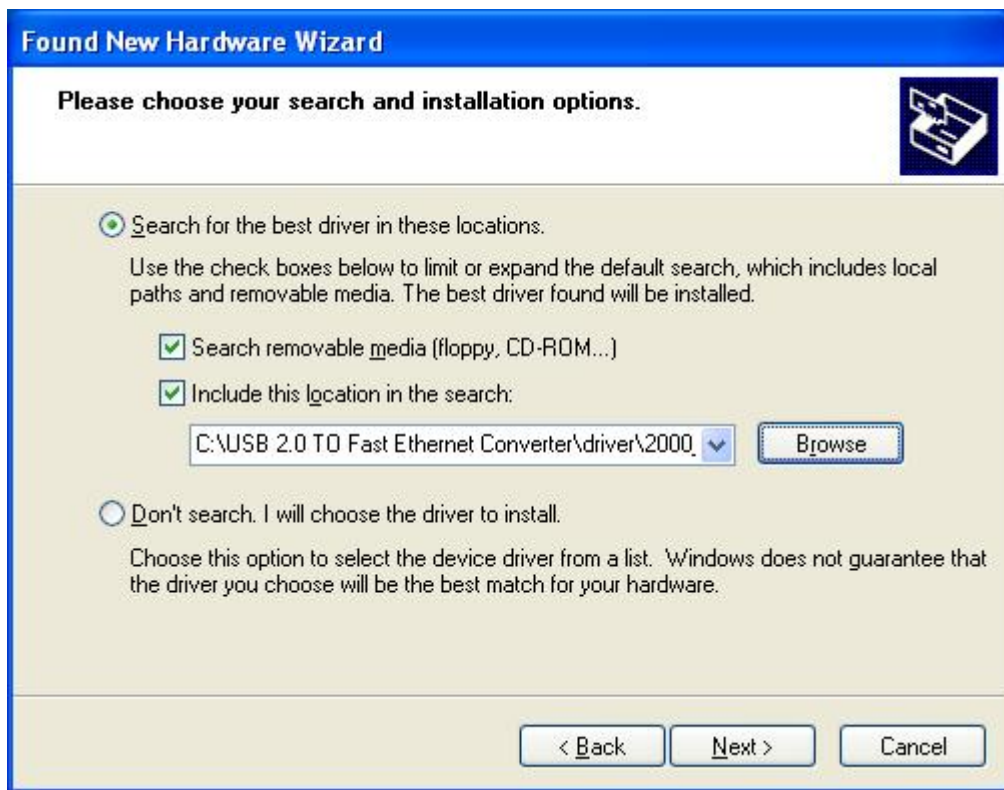 Found New Hardware Wizard
Please choose your search and installation options.
Search for the best driver in these locations.
Use the check boxes below to limit or expand the default search, which includes local
paths and removable media. The best driver found will be installed.
Search removable media (floppy, CD-ROM...)
Include this location in the search:
C:\USB 2.0 TO Fast Ethernet Converter\driver\2000_
Browse
Don't search. I will choose the driver to install.
Choose this option to select the device driver from a list. Windows does not guarantee that
the driver you choose will be the best match for your hardware.
< Back Next > Cancel